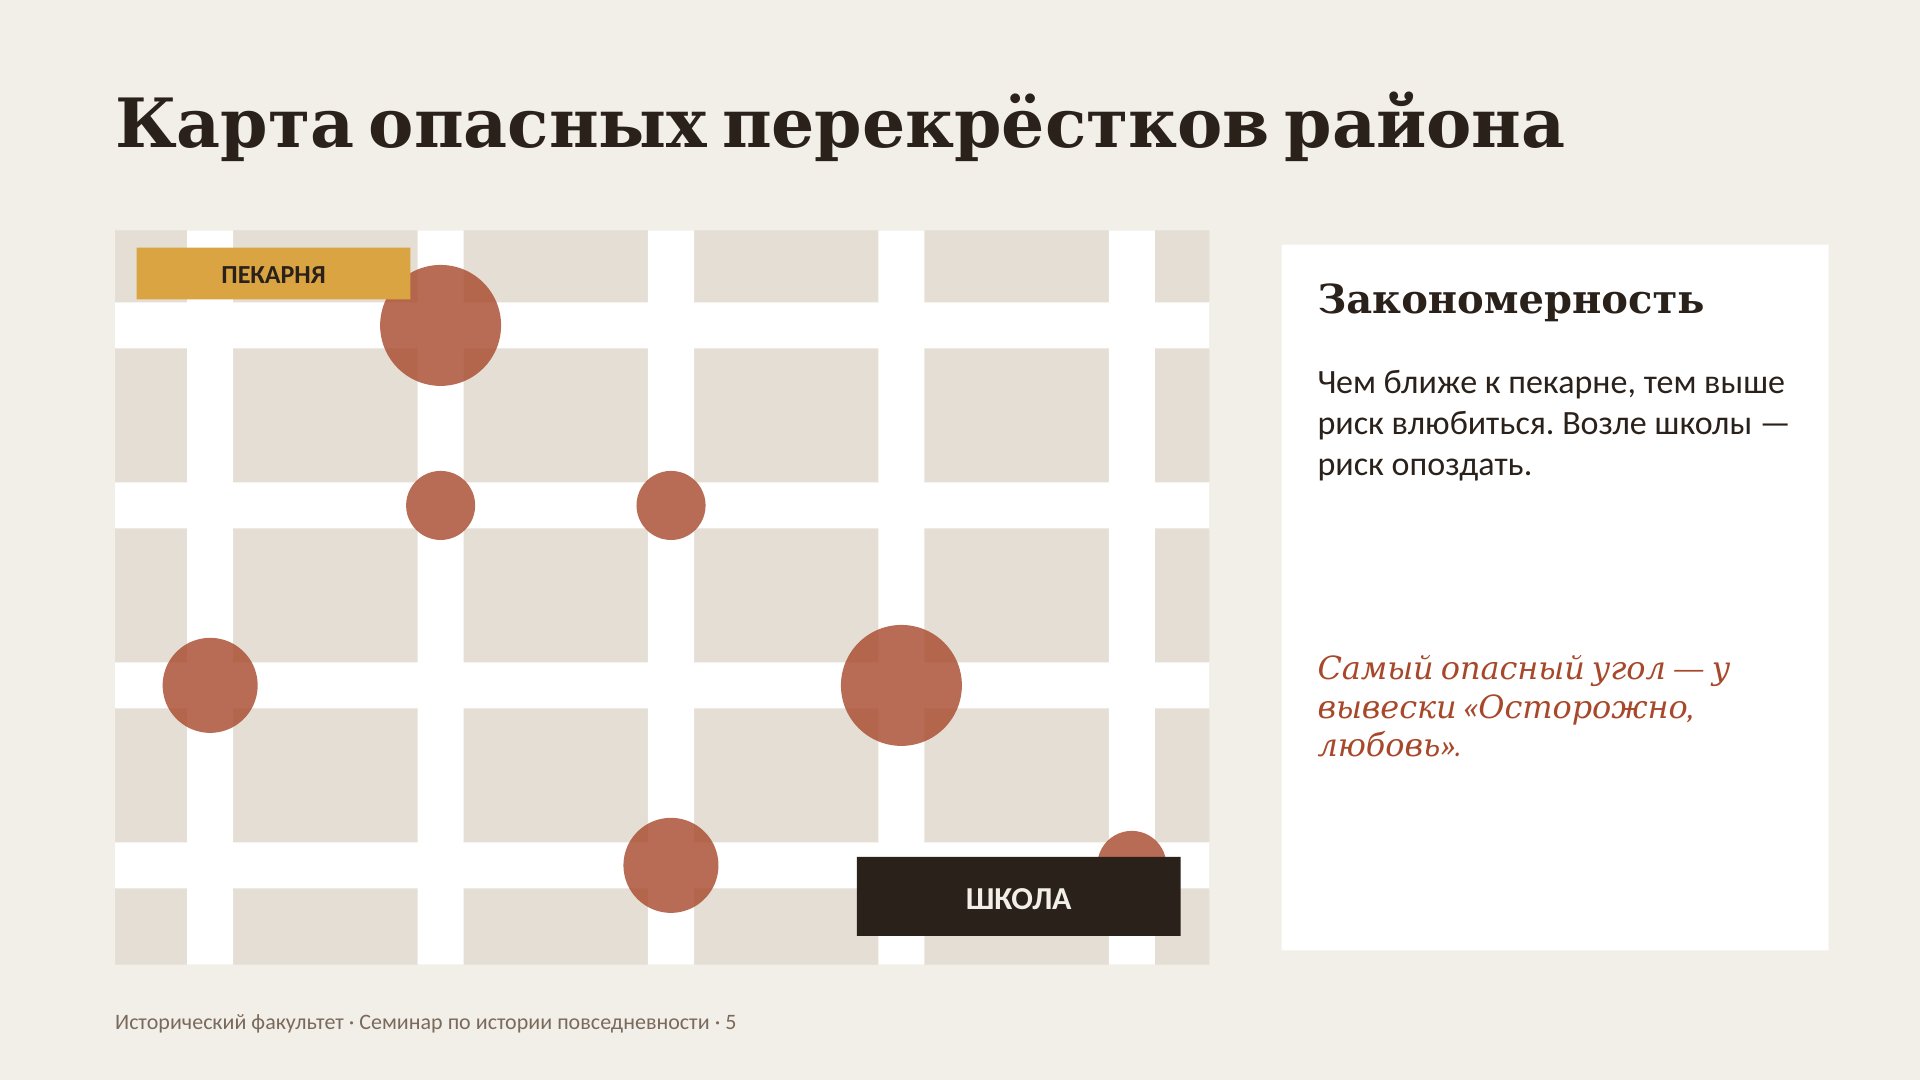 Карта опасных перекрёстков района
ПЕКАРНЯ
ШКОЛА
Закономерность
Чем ближе к пекарне, тем выше
риск влюбиться. Возле школы —
риск опоздать.
Самый опасный угол — у
вывески «Осторожно,
любовь».
Исторический факультет · Семинар по истории повседневности · 5